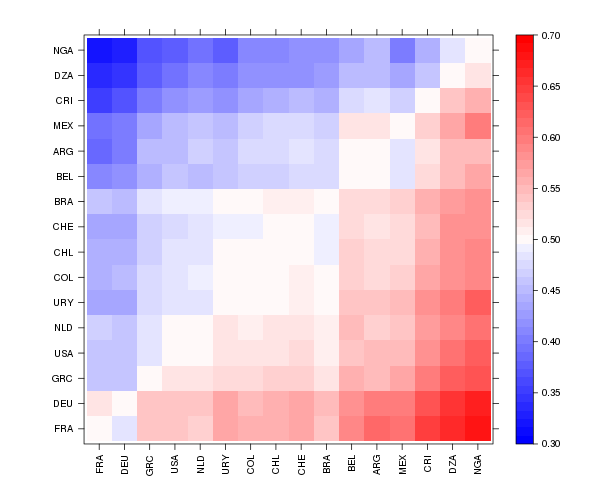 NGA
DZA
CRI
MEX
ARG
BEL
BRA
CHE
CHL
COL
URY
NLD
USA
GRC
DEU
FRA
FRA DEU GRC USA NLD URY COL CHL CHE BRA BEL ARG MEX CRI DZA NGA
0.70
0.65
0.60
0.55
0.50
0.45
0.40
0.35
0.30